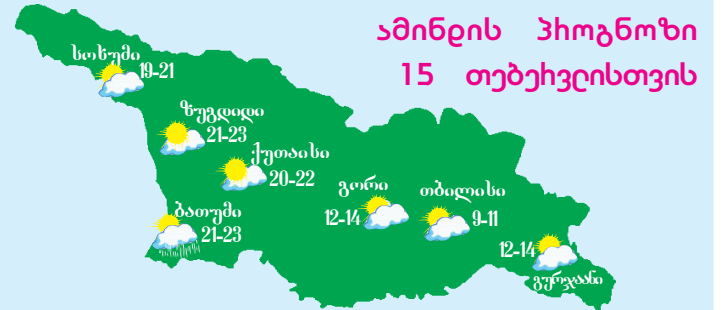 ამინდის პროგნოზი
15 თებერვლისთვის
სოხუმი
19-21
ზუგდიდი
21-23
ქუთაისი
20-22
გორი
12-14
თბილისი
9-11
ბათუმი
21-23
12-14
გურჯაანი